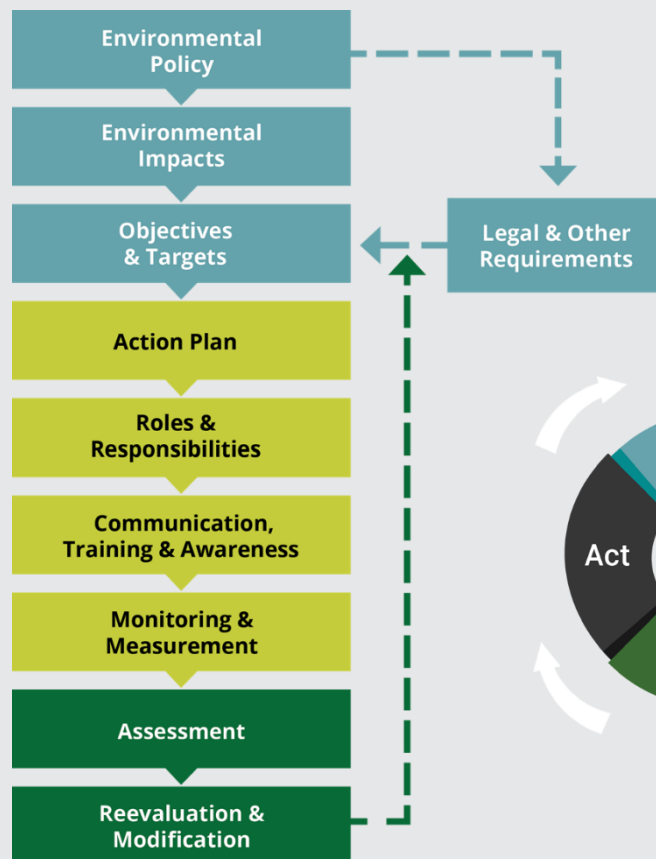 Environmental
Policy
Environmental
Impacts
Objectives
& Targets
Legal & Other
Requirements
Action Plan
Roles &
Responsibilities
Communication,
Training & Awareness
Monitoring &
Measurement
Act
Assessment
Reevaluation &
Modification